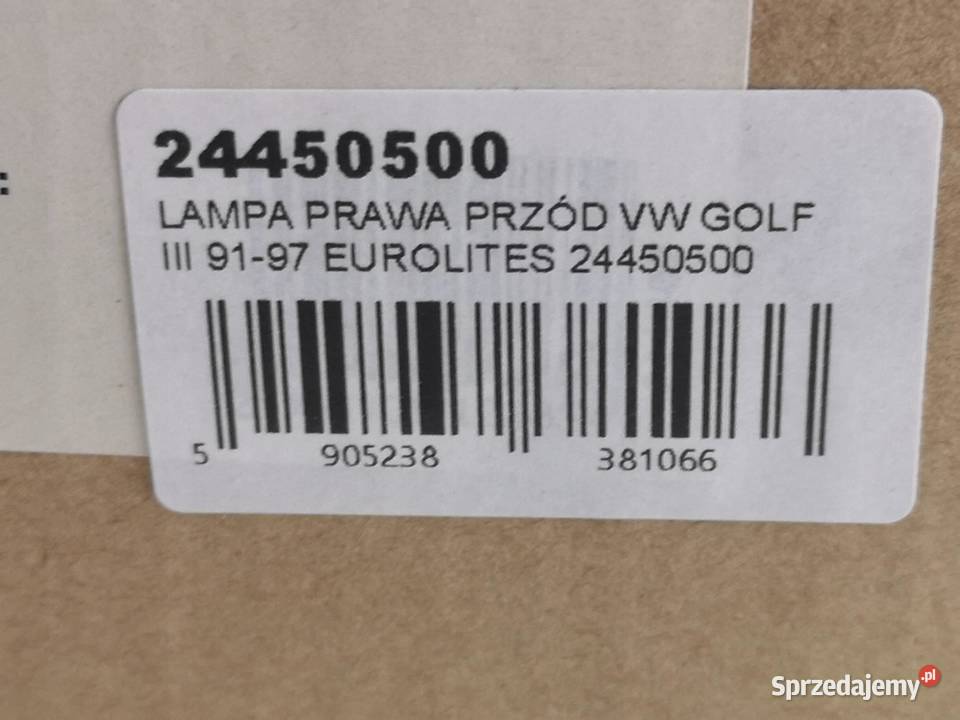 :
24450500
LAMPA PRAWA PRZÓD VW GOLF
III 91-97 EUROLITES 24450500
5 905238 381066
Sprzedajemy.pl